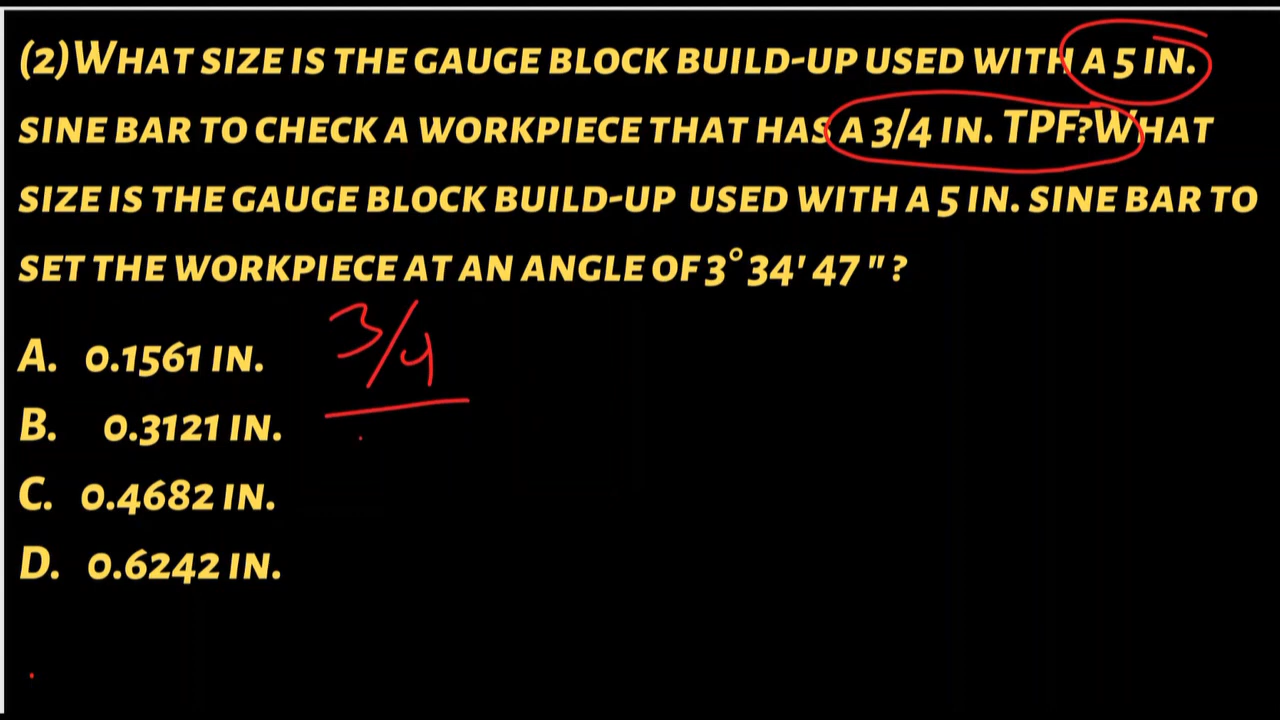 (2)WHAT SIZE IS THE GAUGE BLOCK BUILD-UP USED WITH A 5 IN.
SINE BAR TO CHECK A WORKPIECE THAT HAS A 3/4 IN. TPF?WHAT
SIZE IS THE GAUGE BLOCK BUILD-UP USED WITH A 5 IN. SINE BAR TO
SET THE WORKPIECE AT AN ANGLE OF 3° 34' 47 " ?
A. 0.1561 IN.
3/4
B. 0.3121 IN.
C. 0.4682 IN.
D. 0.6242 IN.